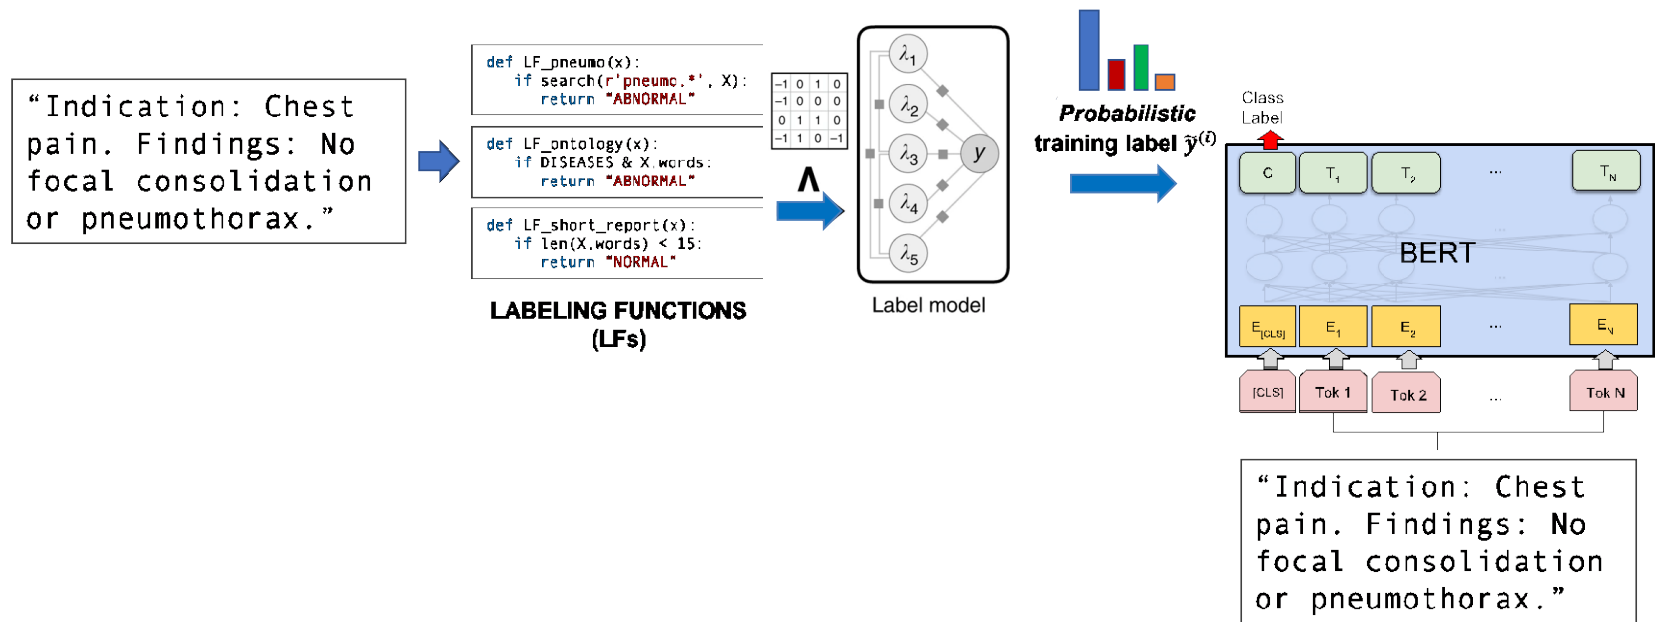 “Indication: Chest
pain. Findings: No
focal consolidation
or pneumothorax.”
def LF_pneumo(x):
if search(r'pneumo.*', X):
return "ABNORMAL"
def LF_ontology(x):
if DISEASES & X.words:
return "ABNORMAL"
def LF_short_report(x):
if len(X.words) < 15:
return "NORMAL"
LABELING FUNCTIONS
(LFs)
−1 0 1 0
−1 0 0 0
0 1 1 0
−1 1 0 −1
Λ
λ1
λ2
λ3
λ4
λ5
y
Label model
Probabilistic
training label ỹ(i)
Class
Label
C T1 T2 ... TN
...
BERT
...
E[CLS] E1 E2 ... EN
[CLS] Tok 1 Tok 2 ... Tok N
“Indication: Chest
pain. Findings: No
focal consolidation
or pneumothorax.”